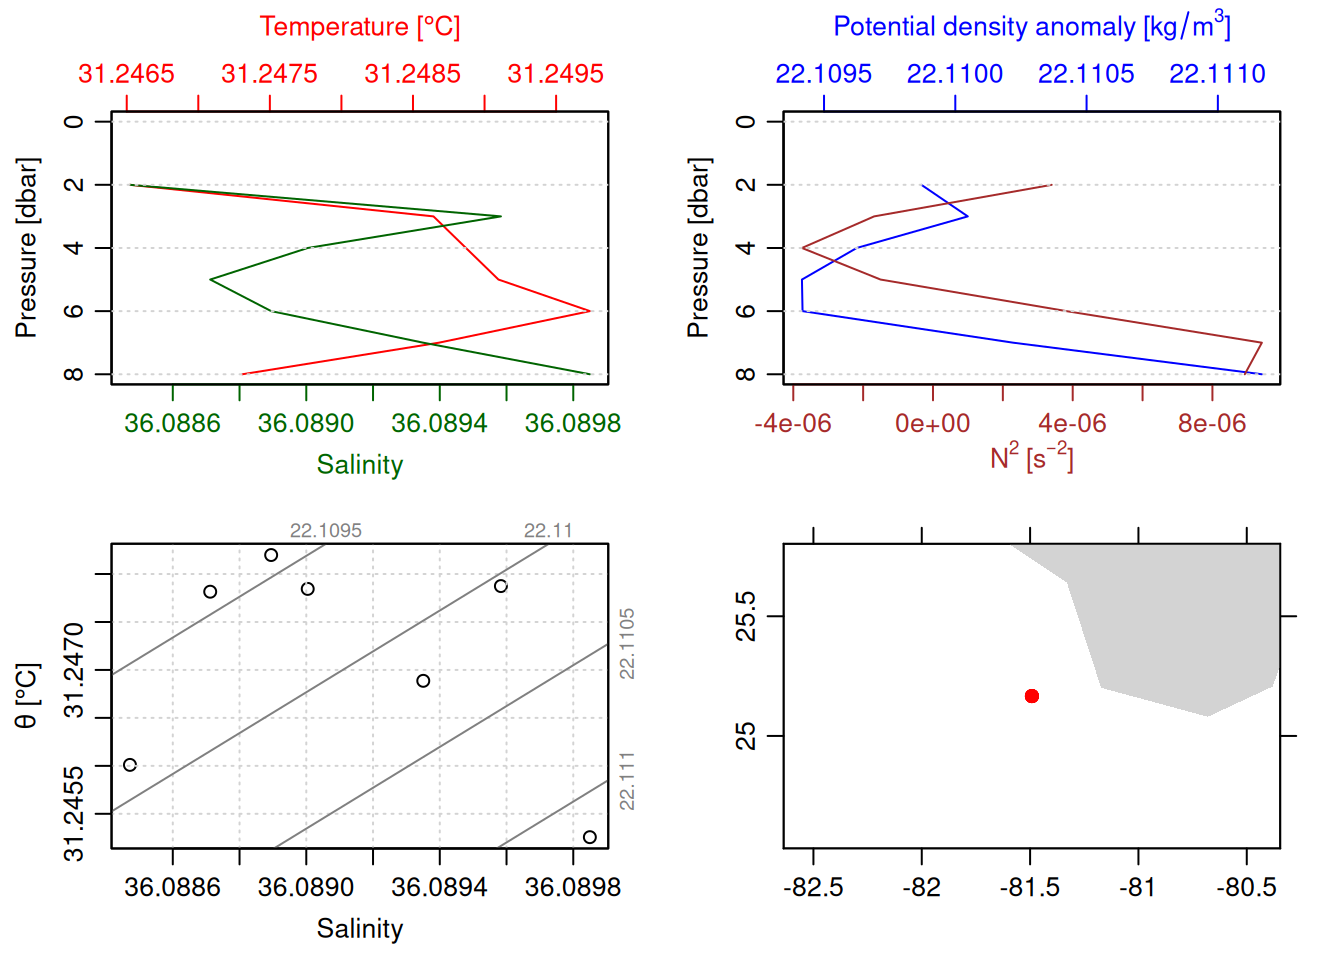 Temperature [°C]
31.2465 31.2475 31.2485 31.2495
Pressure [dbar]
0
2
4
6
8
36.0886 36.0890 36.0894 36.0898
Salinity
Potential density anomaly [kg/m³]
22.1095 22.1100 22.1105 22.1110
Pressure [dbar]
0
2
4
6
8
-4e-06 0e+00 4e-06 8e-06
N² [s⁻²]
22.1095 22.11
θ [°C]
31.2470
31.2455
22.1105
22.111
36.0886 36.0890 36.0894 36.0898
Salinity
25.5
25
-82.5 -82 -81.5 -81 -80.5